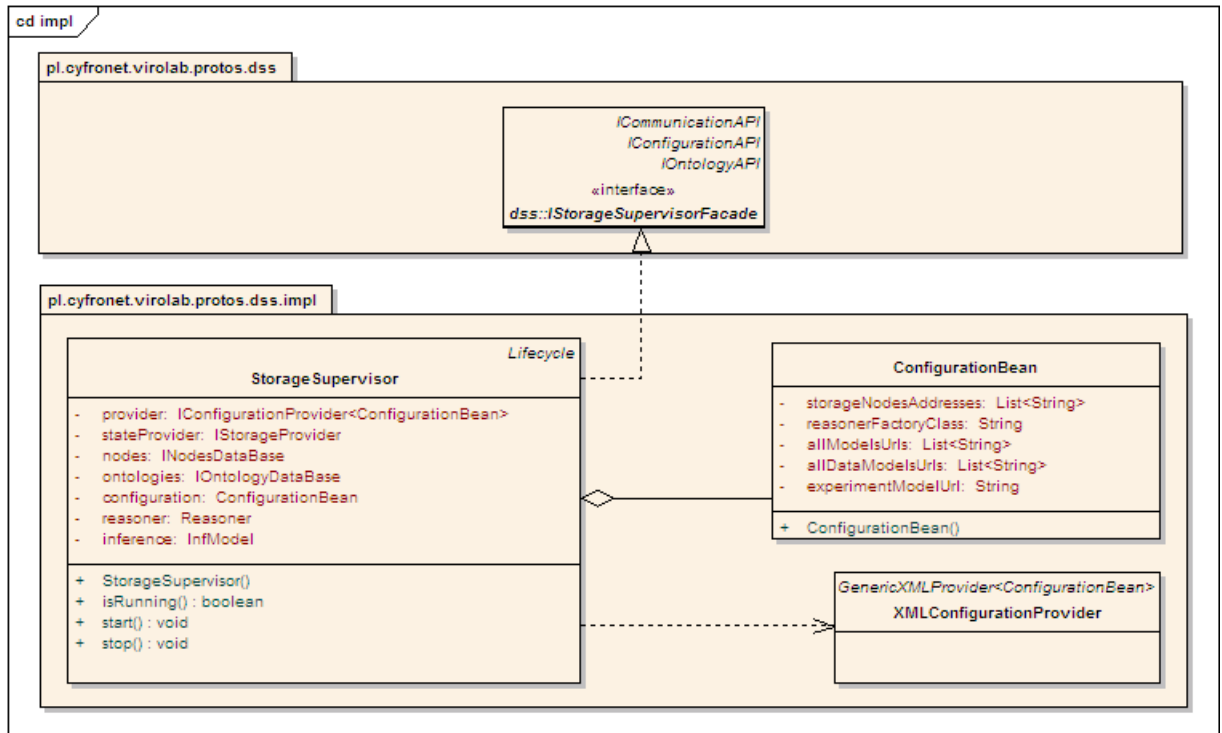 cd impl
pl.cyfronet.virolab.protos.dss
ICommunicationAPI
IConfigurationAPI
IOntologyAPI
«interface»
dss::IStorageSupervisorFacade
pl.cyfronet.virolab.protos.dss.impl
Lifecycle
StorageSupervisor
- provider: IConfigurationProvider<ConfigurationBean>
- stateProvider: IStorageProvider
- nodes: INodesDataBase
- ontologies: IOntologyDataBase
- configuration: ConfigurationBean
- reasoner: Reasoner
- inference: InfModel
+ StorageSupervisor()
+ isRunning() : boolean
+ start() : void
+ stop() : void
ConfigurationBean
- storageNodesAddresses: List<String>
- reasonerFactoryClass: String
- allModelsUrls: List<String>
- allDataModelsUrls: List<String>
- experimentModelUrl: String
+ ConfigurationBean()
GenericXMLProvider<ConfigurationBean>
XMLConfigurationProvider